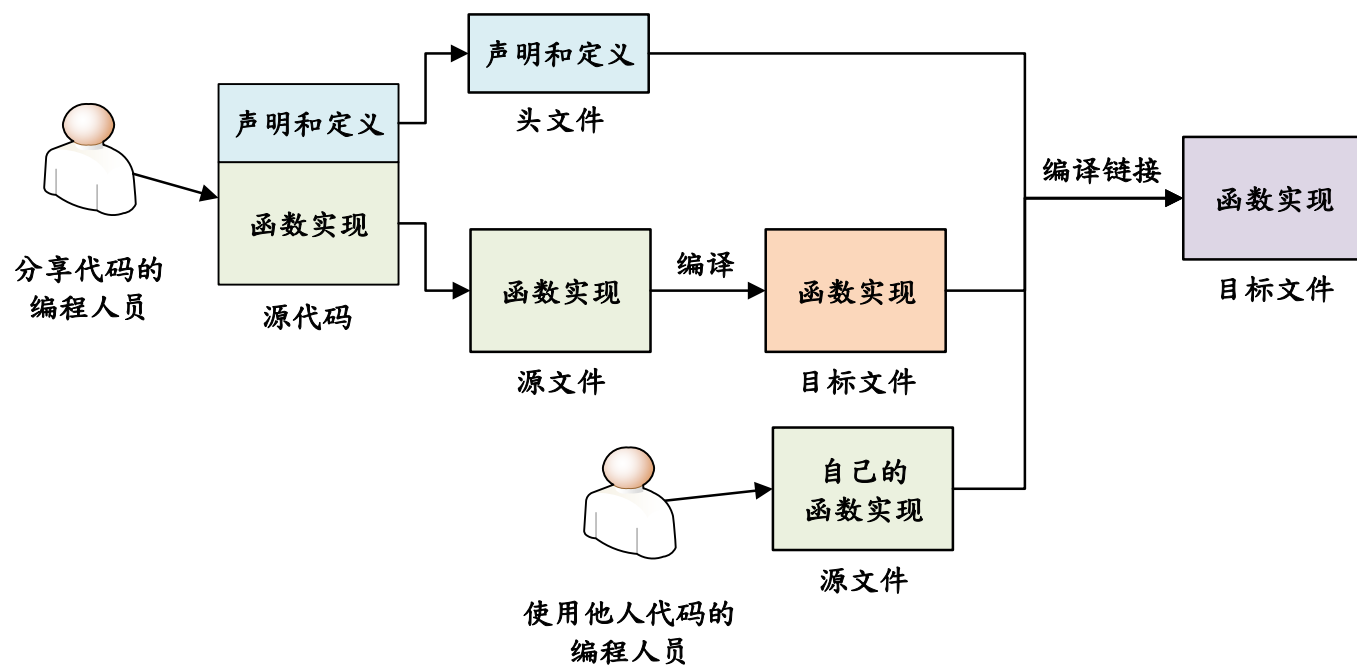 声明和定义
头文件
声明和定义
函数实现
源代码
分享代码的
编程人员
函数实现
源文件
编译
函数实现
目标文件
编译链接
函数实现
目标文件
自己的
函数实现
源文件
使用他人代码的
编程人员